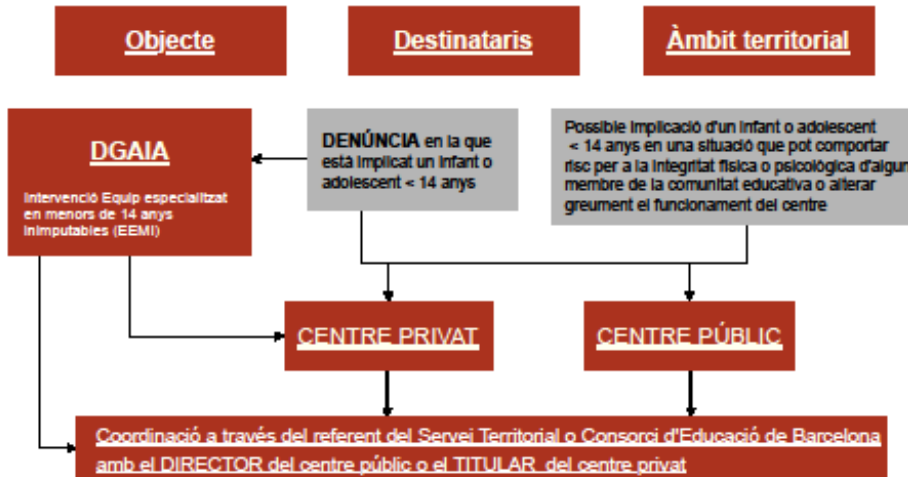 Objecte
Destinataris
Àmbit territorial
DGAIA
Intervenció Equip especialitzat
en menors de 14 anys
Inimputables (EEMI)
DENÚNCIA en la que
està implicat un infant o
adolescent < 14 anys
Possible implicació d'un infant o adolescent
< 14 anys en una situació que pot comportar
risc per a la integritat física o psicològica d'algun
membre de la comunitat educativa o alterar
greument el funcionament del centre
CENTRE PRIVAT
CENTRE PÚBLIC
Coordinació a través del referent del Servei Territorial o Consorci d'Educació de Barcelona
amb el DIRECTOR del centre públic o el TITULAR del centre privat